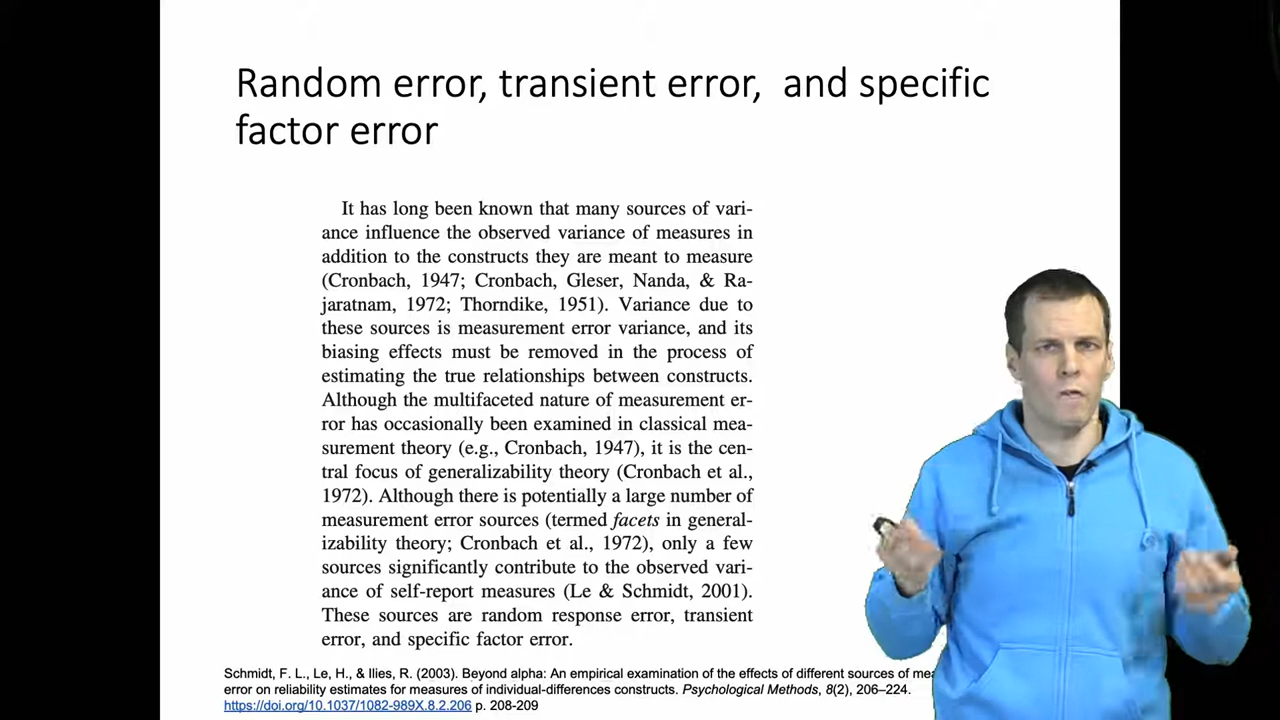 Random error, transient error,  and specific
factor error
It has long been known that many sources of vari-
ance influence the observed variance of measures in
addition to the constructs they are meant to measure
(Cronbach, 1947; Cronbach, Gleser, Nanda, & Ra-
jaratnam, 1972; Thorndike, 1951). Variance due to
these sources is measurement error variance, and its
biasing effects must be removed in the process of
estimating the true relationships between constructs.
Although the multifaceted nature of measurement er-
ror has occasionally been examined in classical mea-
surement theory (e.g., Cronbach, 1947), it is the cen-
tral focus of generalizability theory (Cronbach et al.,
1972). Although there is potentially a large number of
measurement error sources (termed facets in general-
izability theory; Cronbach et al., 1972), only a few
sources significantly contribute to the observed vari-
ance of self-report measures (Le & Schmidt, 2001).
These sources are random response error, transient
error, and specific factor error.
Schmidt, F. L., Le, H., & Ilies, R. (2003). Beyond alpha: An empirical examination of the effects of different sources of
error on reliability estimates for measures of individual-differences constructs. Psychological Methods, 8(2), 206–224.
https://doi.org/10.1037/1082-989X.8.2.206 p. 208-209